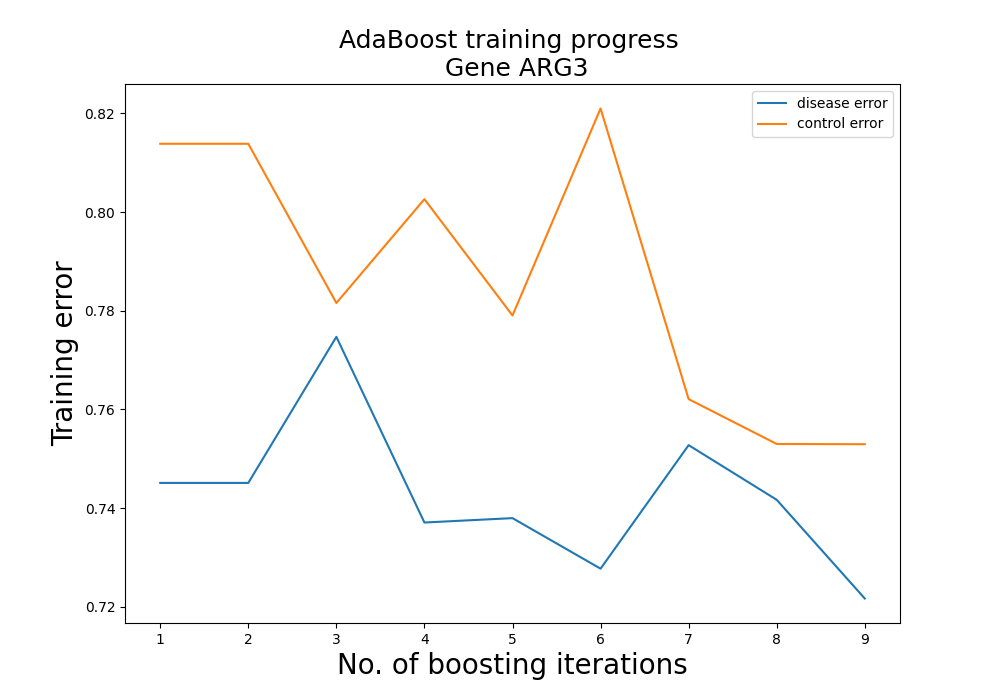 AdaBoost training progress
Gene ARG3
disease error
control error
Training error
0.82
0.80
0.78
0.76
0.74
0.72
1 2 3 4 5 6 7 8 9
No. of boosting iterations